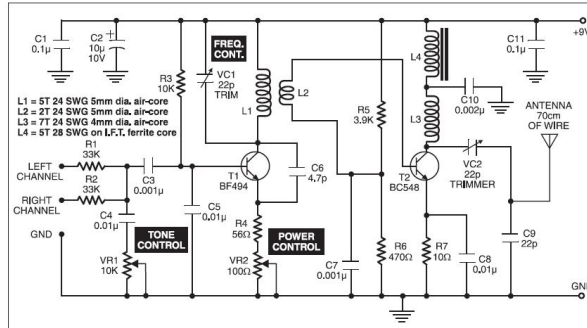 C1
0.1µ
C2
10µ
10V
R3
10K
FREQ.
CONT.
VC1
22p
TRIM
L1
L2
R5
3.9K
L4
C11
0.1µ
+9V
L1 = 5T 24 SWG 5mm dia. air-core
L2 = 2T 24 SWG 5mm dia. air-core
L3 = 7T 24 SWG 4mm dia. air-core
L4 = 5T 28 SWG on I.F.T. ferrite core
C10
0.002µ
L3
ANTENNA
70cm
OF WIRE
LEFT
CHANNEL
R1
33K
R2
33K
RIGHT
CHANNEL
C3
0.001µ
T1
BF494
C6
4.7p
T2
BC548
VC2
22p
TRIMMER
C4
0.01µ
C5
0.01µ
GND
TONE
CONTROL
R4
56Ω
POWER
CONTROL
VR1
10K
VR2
100Ω
C7
0.001µ
R6
470Ω
R7
10Ω
C8
0.01µ
C9
22p
GND